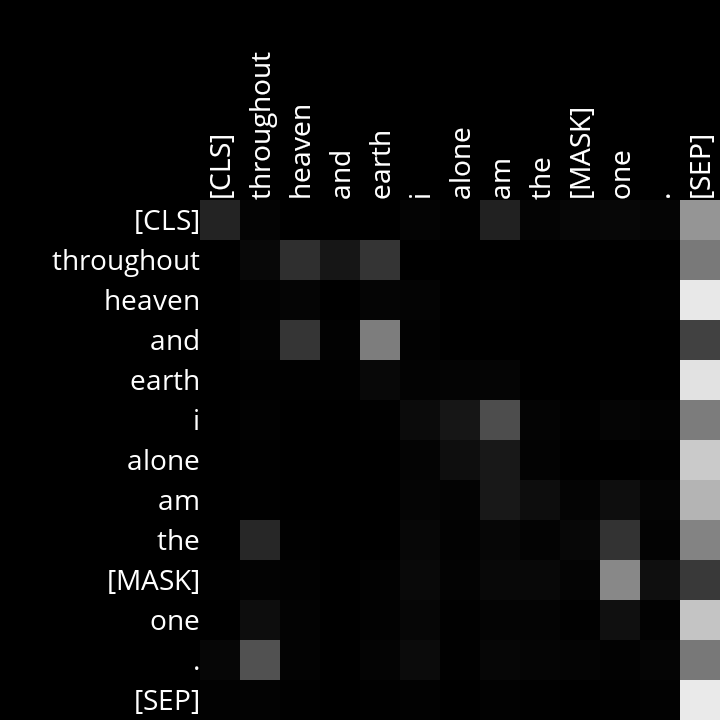 [CLS] throughout heaven and earth i alone am the [MASK] one . [SEP]
[CLS]
throughout
heaven
and
earth
i
alone
am
the
[MASK]
one
.
[SEP]